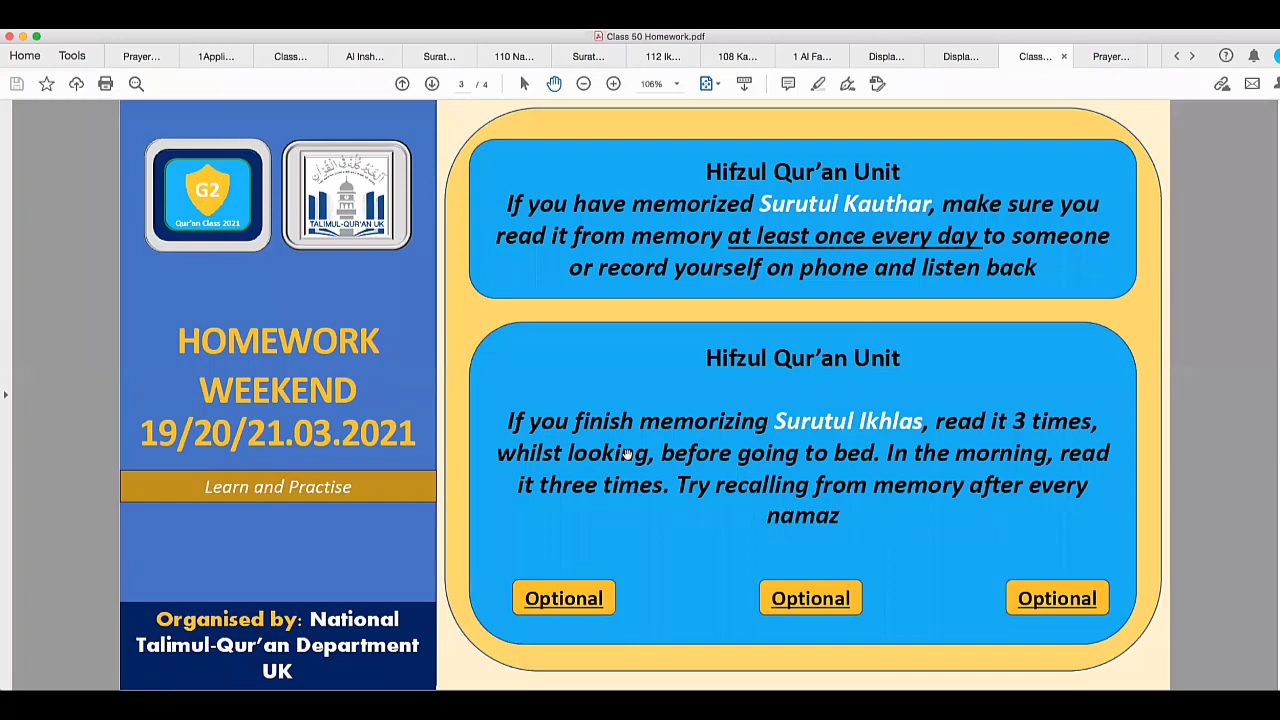 Class 50 Homework.pdf
Home Tools Prayer... 1Appli... Class... Al Insh... Surat... 110 Na... Surat... 112 Ik... 108 Ka... 1 Al Fa... Displa... Displa... Class... × Prayer...
3 / 4 106%
G2
Qur'an Class 2021
TALIMUL-QUR'AN UK
HOMEWORK
WEEKEND
19/20/21.03.2021
Learn and Practise
Organised by: National
Talimul-Qur'an Department
UK
Hifzul Qur'an Unit
If you have memorized Surutul Kauthar, make sure you
read it from memory at least once every day to someone
or record yourself on phone and listen back
Hifzul Qur'an Unit
If you finish memorizing Surutul Ikhlas, read it 3 times,
whilst looking, before going to bed. In the morning, read
it three times. Try recalling from memory after every
namaz
Optional Optional Optional